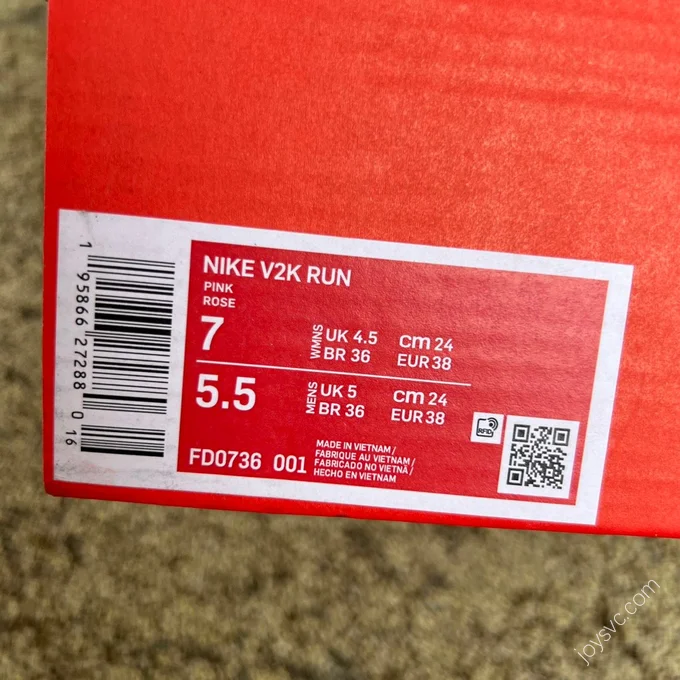 1 95866 27288 0 16
NIKE V2K RUN
PINK
ROSE
7
WMNS
UK 4.5 cm 24
BR 36 EUR 38
5.5
MENS
UK 5 cm 24
BR 36 EUR 38
RFID
FD0736 001
MADE IN VIETNAM /
FABRIQUE AU VIETNAM /
FABRICADO NO VIETNÃ /
HECHO EN VIETNAM
joysvc.com